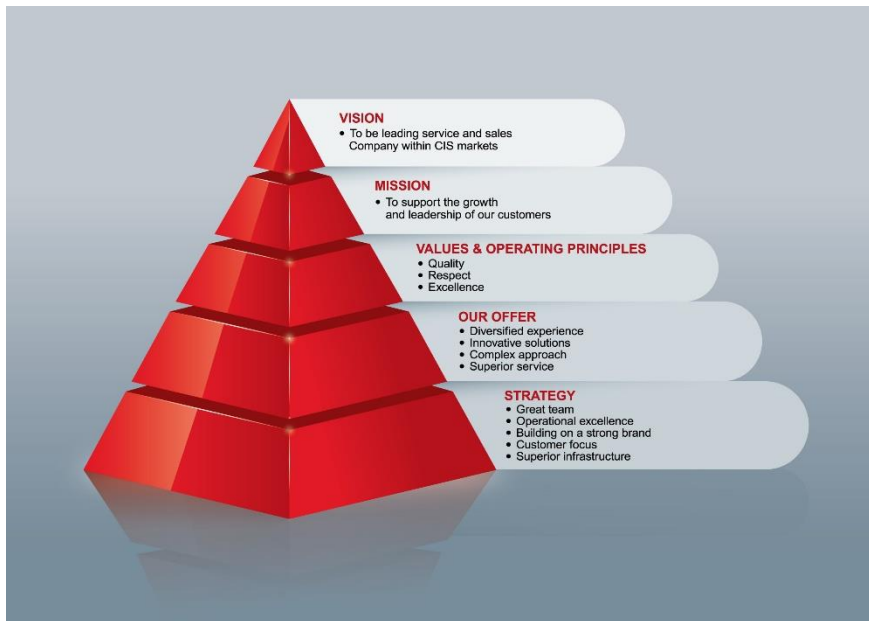 VISION
• To be leading service and sales
Company within CIS markets
MISSION
• To support the growth
and leadership of our customers
VALUES & OPERATING PRINCIPLES
• Quality
• Respect
• Excellence
OUR OFFER
• Diversified experience
• Innovative solutions
• Complex approach
• Superior service
STRATEGY
• Great team
• Operational excellence
• Building on a strong brand
• Customer focus
• Superior infrastructure